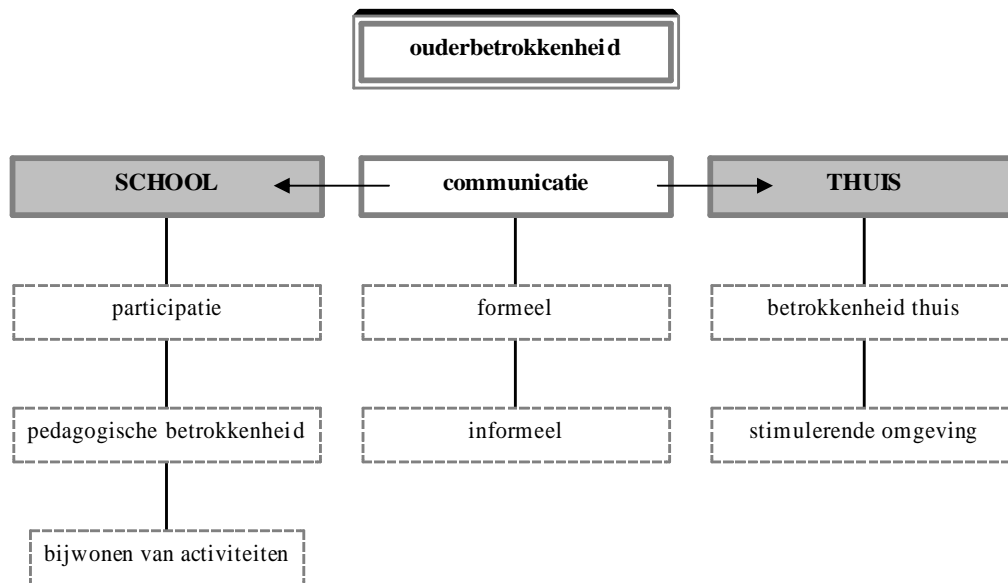 ouderbetrokkenheid
SCHOOL
communicatie
THUIS
participatie
formeel
betrokkenheid thuis
pedagogische betrokkenheid
informeel
stimulerende omgeving
bijwonen van activiteiten